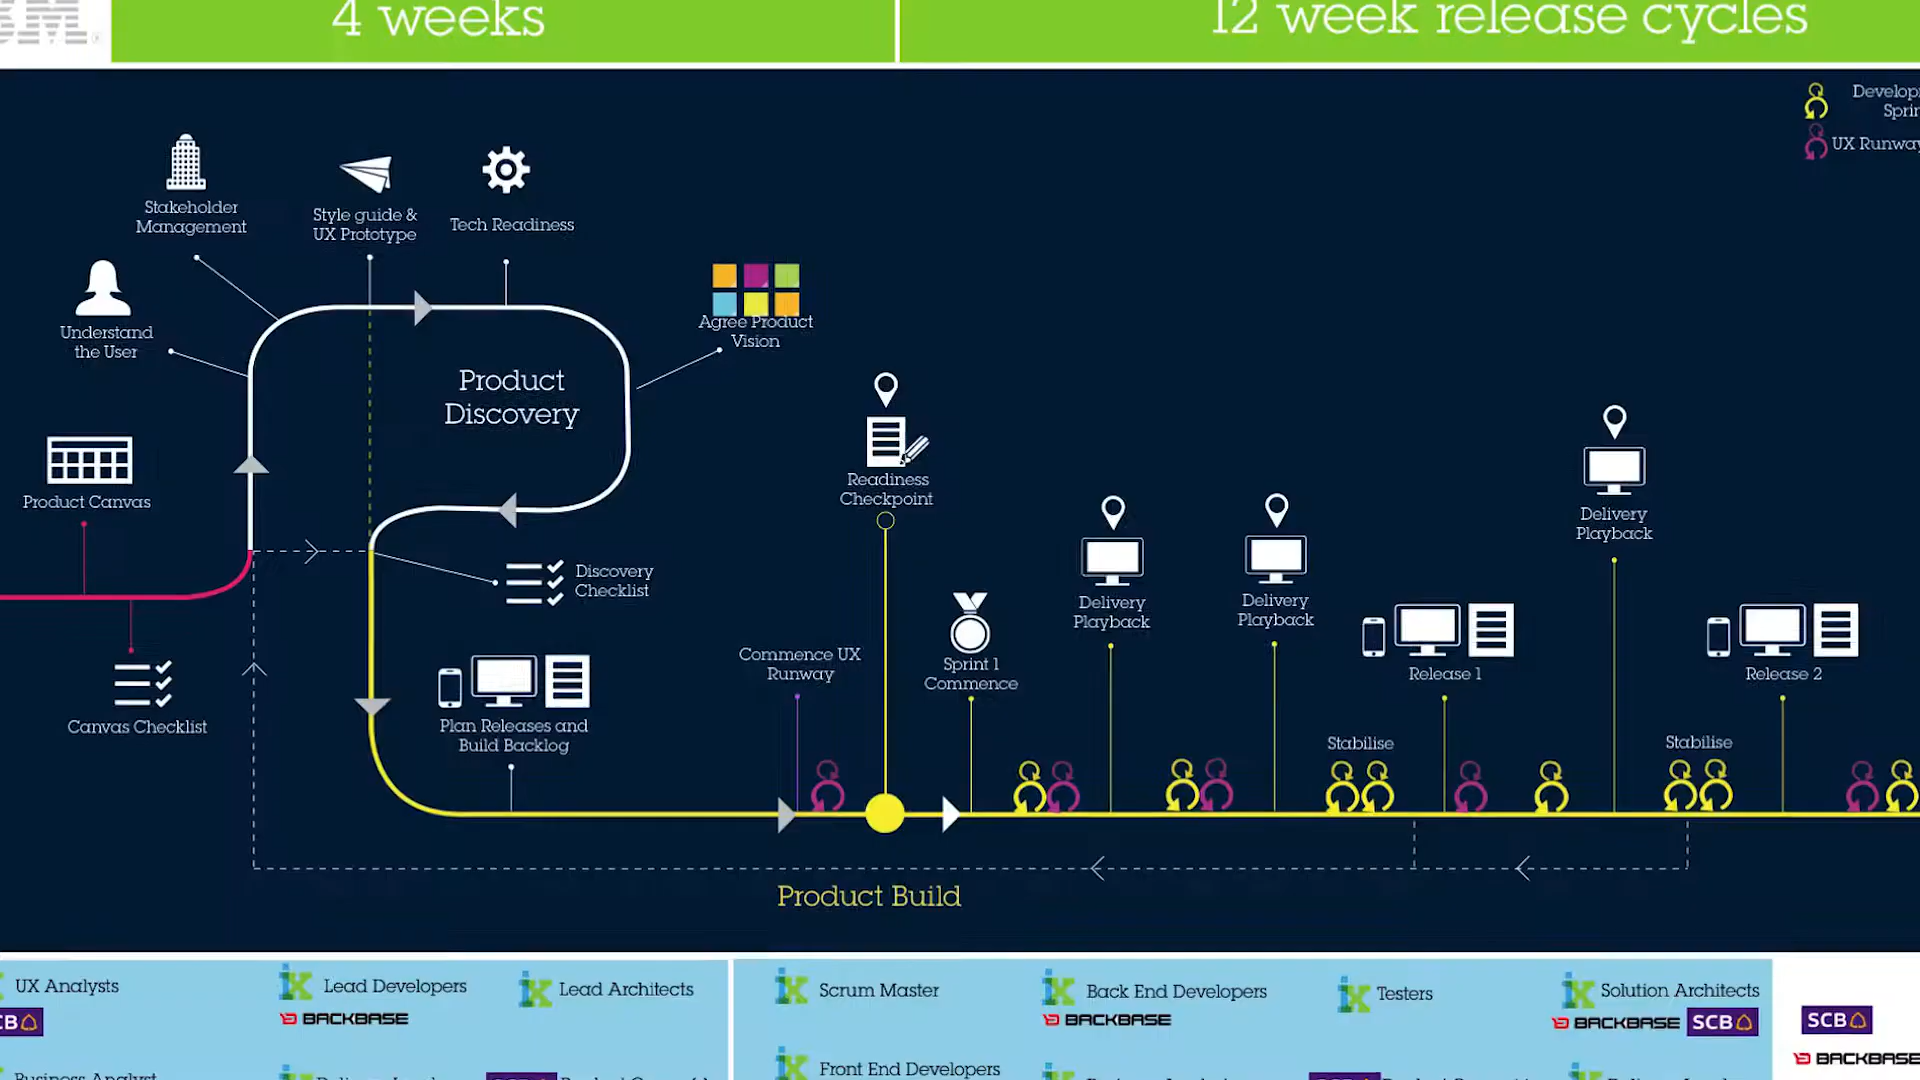 4 weeks
12 week release cycles
Stakeholder
Management
Style guide &
UX Prototype
Tech Readiness
UX Runway
Understand
the User
Agree Product
Vision
Product
Discovery
Product Canvas
Readiness
Checkpoint
Delivery
Playback
Discovery
Checklist
Delivery
Playback
Delivery
Playback
Commence UX
Runway
Sprint 1
Commence
Release 1
Release 2
Canvas Checklist
Plan Releases and
Build Backlog
Stabilise
Stabilise
Product Build
UX Analysts
Lead Developers
Lead Architects
Scrum Master
Back End Developers
Testers
Solution Architects
BACKBASE
BACKBASE
BACKBASE
SCB
SCB
BACKBASE
Front End Developers